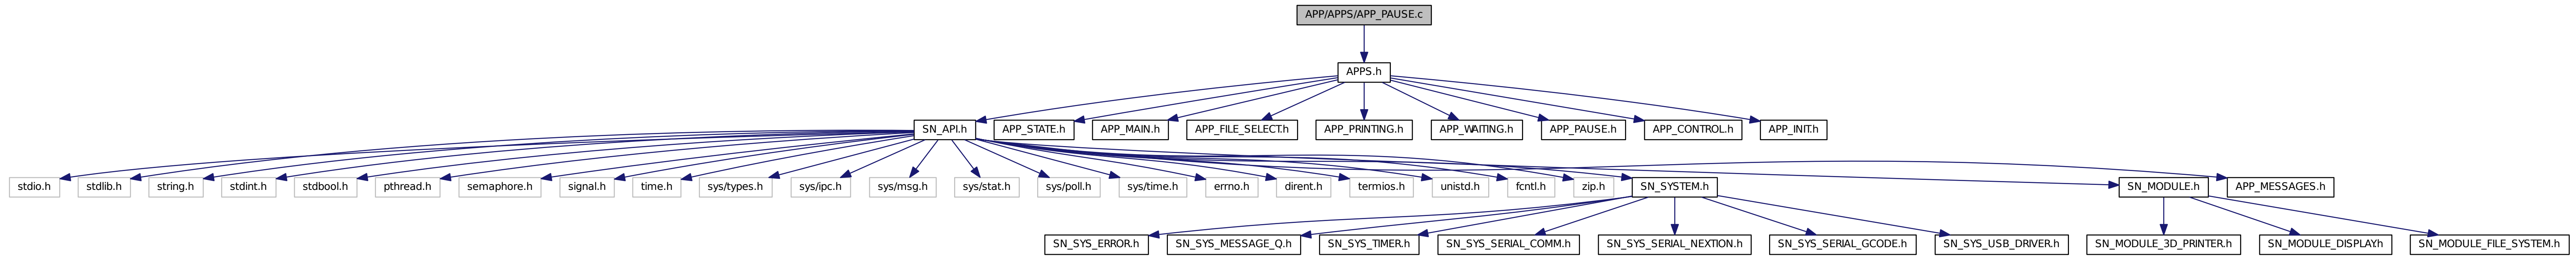 APP/APPS/APP_PAUSE.c
APPS.h
SN_API.h
APP_STATE.h
APP_MAIN.h
APP_FILE_SELECT.h
APP_PRINTING.h
APP_WAITING.h
APP_PAUSE.h
APP_CONTROL.h
APP_INIT.h
stdio.h
stdlib.h
string.h
stdint.h
stdbool.h
pthread.h
semaphore.h
signal.h
time.h
sys/types.h
sys/ipc.h
sys/msg.h
sys/stat.h
sys/poll.h
sys/time.h
errno.h
dirent.h
termios.h
unistd.h
fcntl.h
zip.h
SN_SYSTEM.h
SN_MODULE.h
APP_MESSAGES.h
SN_SYS_ERROR.h
SN_SYS_MESSAGE_Q.h
SN_SYS_TIMER.h
SN_SYS_SERIAL_COMM.h
SN_SYS_SERIAL_NEXTION.h
SN_SYS_SERIAL_GCODE.h
SN_SYS_USB_DRIVER.h
SN_MODULE_3D_PRINTER.h
SN_MODULE_DISPLAY.h
SN_MODULE_FILE_SYSTEM.h